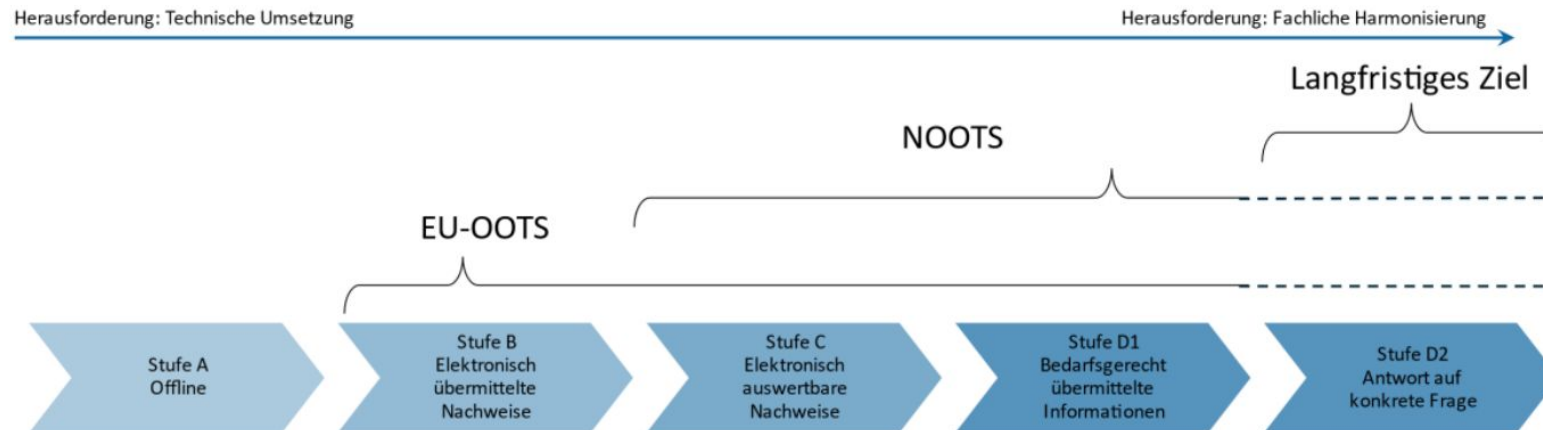 Herausforderung: Technische Umsetzung
Herausforderung: Fachliche Harmonisierung
Langfristiges Ziel
NOOTS
EU-OOTS
Stufe A
Offline
Stufe B
Elektronisch
übermittelte
Nachweise
Stufe C
Elektronisch
auswertbare
Nachweise
Stufe D1
Bedarfsgerecht
übermittelte
Informationen
Stufe D2
Antwort auf
konkrete Frage